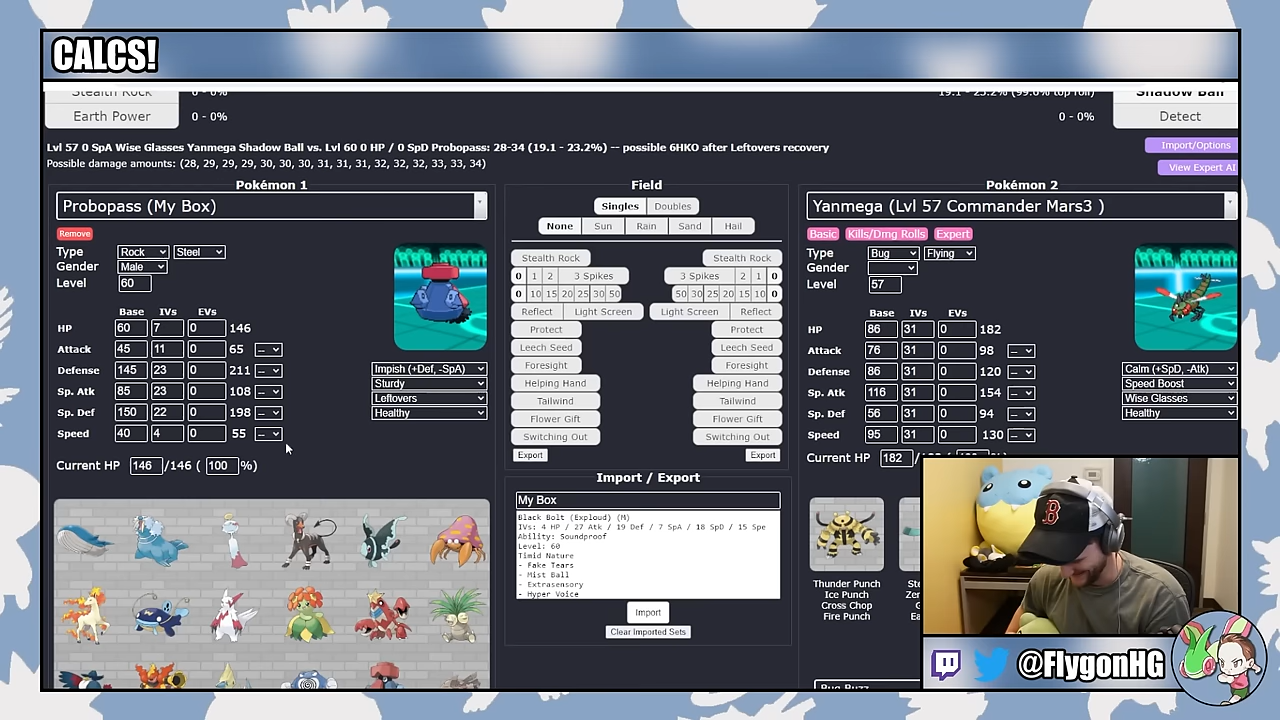 CALCS!
Stealth Rock
0 - 0%
19.1 - 23.2% (99.6% top roll)
Shadow Ball
Earth Power
0 - 0%
0 - 0%
Detect
Lvl 57 0 SpA Wise Glasses Yanmega Shadow Ball vs. Lvl 60 0 HP / 0 SpD Probopass: 28-34 (19.1 - 23.2%) -- possible 6HKO after Leftovers recovery
Import/Options
Possible damage amounts: (28, 29, 29, 29, 30, 30, 30, 31, 31, 31, 32, 32, 32, 33, 33, 34)
View Expert AI
Pokémon 1
Probopass (My Box)
Remove
Type Rock Steel
Gender Male
Level 60
Base IVs EVs
HP 60 7 0 146
Attack 45 11 0 65 --
Defense 145 23 0 211 --
Sp. Atk 85 23 0 108 --
Sp. Def 150 22 0 198 --
Speed 40 4 0 55 --
Impish (+Def, -SpA)
Sturdy
Leftovers
Healthy
Current HP 146 /146 ( 100 %)
Field
Singles Doubles
None Sun Rain Sand Hail
Stealth Rock Stealth Rock
0 1 2 3 Spikes 3 Spikes 2 1 0
0 10 15 20 25 30 50 50 30 25 20 15 10 0
Reflect Light Screen Light Screen Reflect
Protect Protect
Leech Seed Leech Seed
Foresight Foresight
Helping Hand Helping Hand
Tailwind Tailwind
Flower Gift Flower Gift
Switching Out Switching Out
Export Export
Import / Export
My Box
Black Bolt (Exploud) (M)
IVs: 4 HP / 27 Atk / 19 Def / 7 SpA / 18 SpD / 15 Spe
Ability: Soundproof
Level: 60
Timid Nature
- Fake Tears
- Mist Ball
- Extrasensory
- Hyper Voice
Import
Clear Imported Sets
Pokémon 2
Yanmega (Lvl 57 Commander Mars3 )
Basic Kills/Dmg Rolls Expert
Type Bug Flying
Gender
Level 57
Base IVs EVs
HP 86 31 0 182
Attack 76 31 0 98 --
Defense 86 31 0 120 --
Sp. Atk 116 31 0 154 --
Sp. Def 56 31 0 94 --
Speed 95 31 0 130 --
Calm (+SpD, -Atk)
Speed Boost
Wise Glasses
Healthy
Current HP 182
Thunder Punch
Ice Punch
Cross Chop
Fire Punch
Bug Buzz
B
@FlygonHG